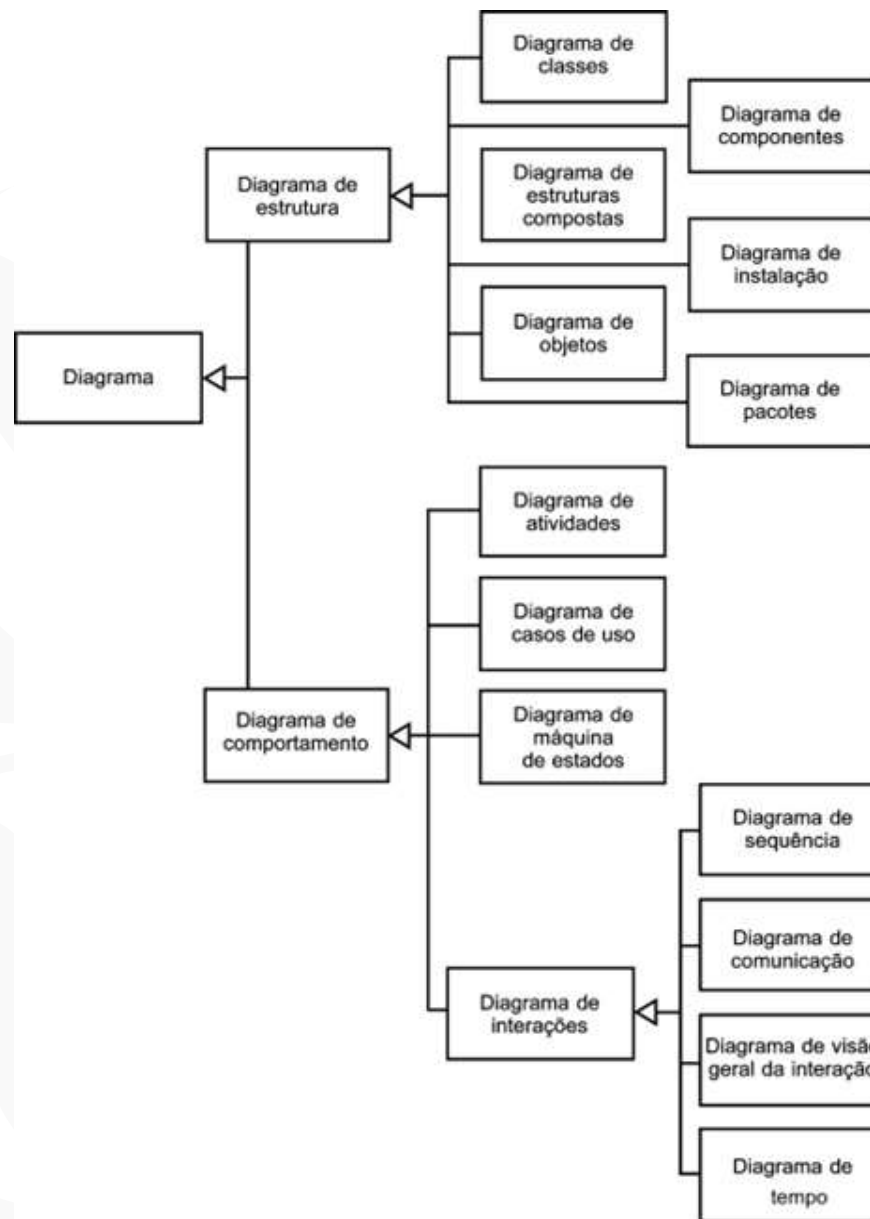 Diagrama de
classes
Diagrama de
componentes
Diagrama de
estrutura
Diagrama de
estruturas
compostas
Diagrama de
instalação
Diagrama de
objetos
Diagrama
Diagrama de
pacotes
Diagrama de
atividades
Diagrama de
casos de uso
Diagrama de
comportamento
Diagrama de
máquina
de estados
Diagrama de
sequência
Diagrama de
comunicação
Diagrama de
interações
Diagrama de visã
geral da interação
Diagrama de
tempo